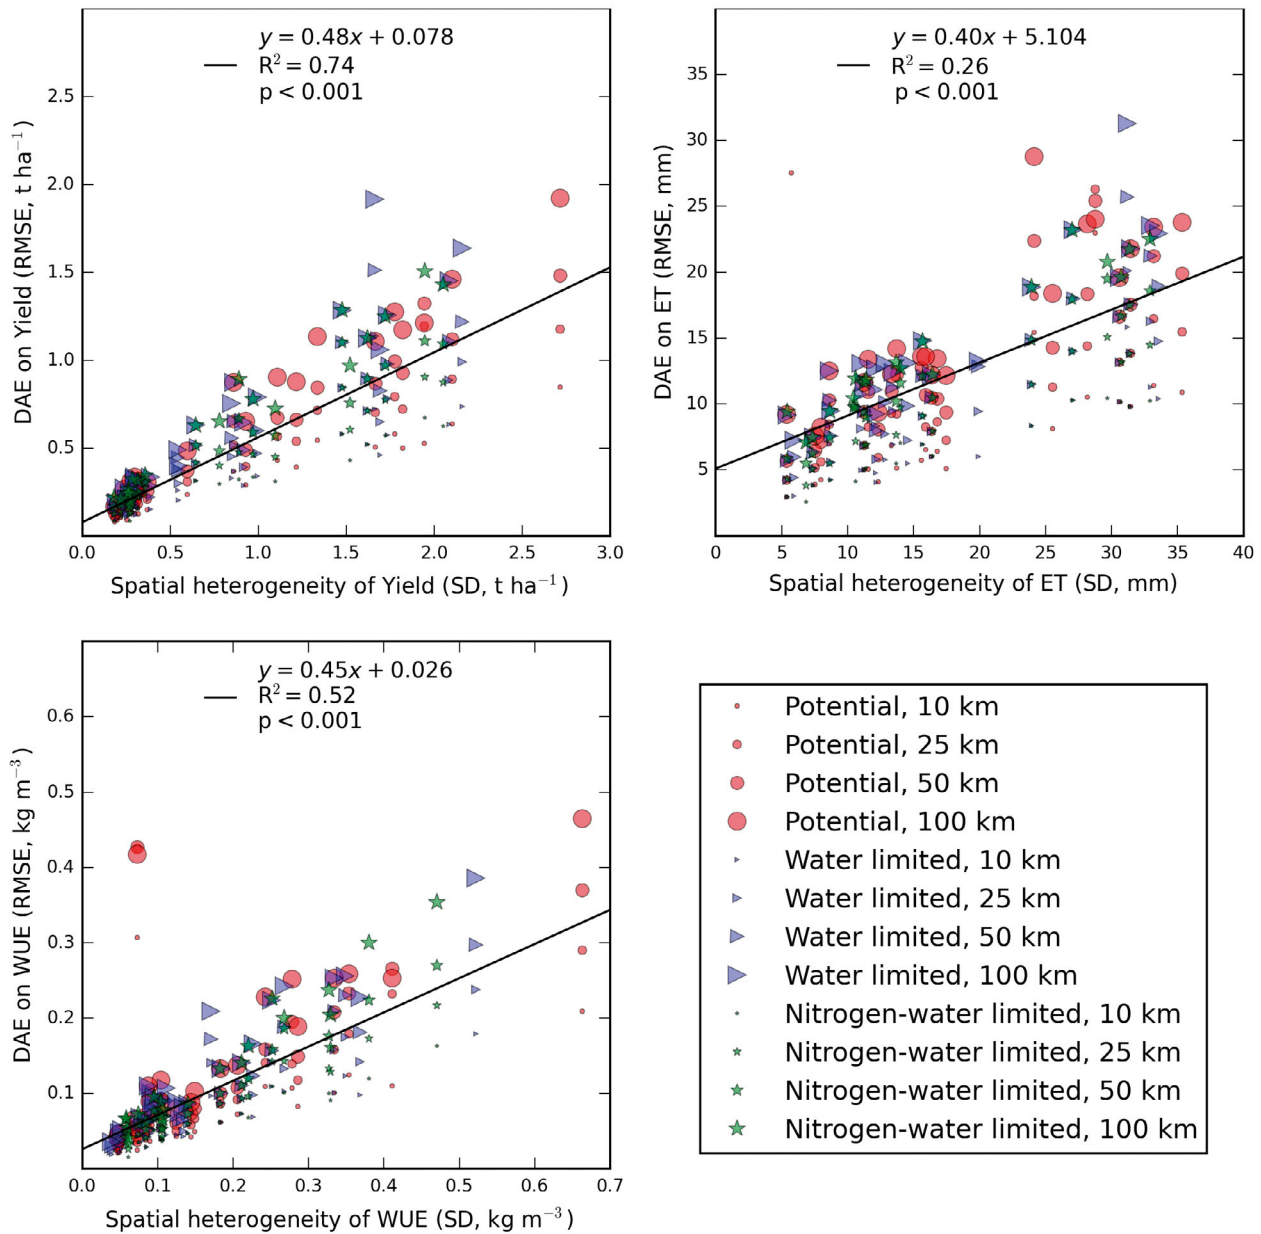 y = 0.48x + 0.078
R² = 0.74
p < 0.001
2.5
2.0
1.5
1.0
0.5
0.0 0.5 1.0 1.5 2.0 2.5 3.0
DAE on Yield (RMSE, t ha⁻¹)
Spatial heterogeneity of Yield (SD, t ha⁻¹)
y = 0.40x + 5.104
R² = 0.26
p < 0.001
35
30
25
20
15
10
5
0 5 10 15 20 25 30 35 40
DAE on ET (RMSE, mm)
Spatial heterogeneity of ET (SD, mm)
y = 0.45x + 0.026
R² = 0.52
p < 0.001
0.6
0.5
0.4
0.3
0.2
0.1
0.0 0.1 0.2 0.3 0.4 0.5 0.6 0.7
DAE on WUE (RMSE, kg m⁻³)
Spatial heterogeneity of WUE (SD, kg m⁻³)
Potential, 10 km
Potential, 25 km
Potential, 50 km
Potential, 100 km
Water limited, 10 km
Water limited, 25 km
Water limited, 50 km
Water limited, 100 km
Nitrogen-water limited, 10 km
Nitrogen-water limited, 25 km
Nitrogen-water limited, 50 km
Nitrogen-water limited, 100 km